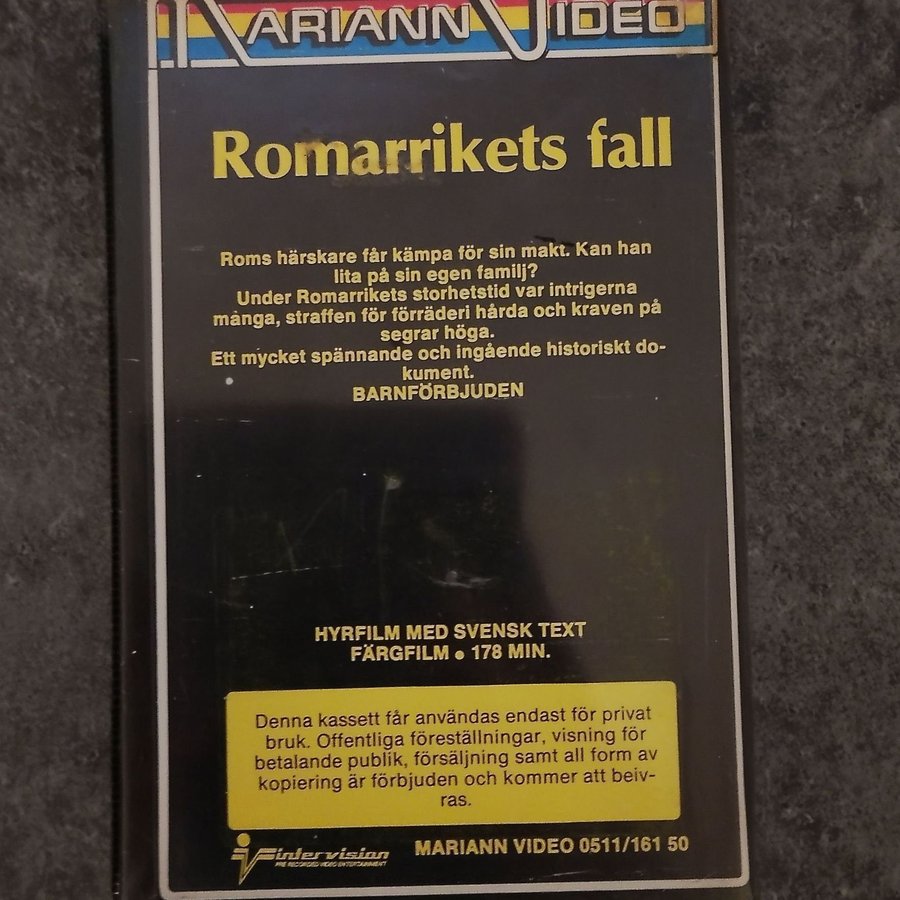 MARIANN VIDEO
Romarrikets fall
Roms härskare får kämpa för sin makt. Kan han
lita på sin egen familj?
Under Romarrikets storhetstid var intrigerna
många, straffen för förräderi hårda och kraven på
segrar höga.
Ett mycket spännande och ingående historiskt do-
kument.
BARNFÖRBJUDEN
HYRFILM MED SVENSK TEXT
FÄRGFILM • 178 MIN.
Denna kassett får användas endast för privat
bruk. Offentliga föreställningar, visning för
betalande publik, försäljning samt all form av
kopiering är förbjuden och kommer att beiv-
ras.
intervision
PRE RECORDED VIDEO ENTERTAINMENT
MARIANN VIDEO 0511/161 50